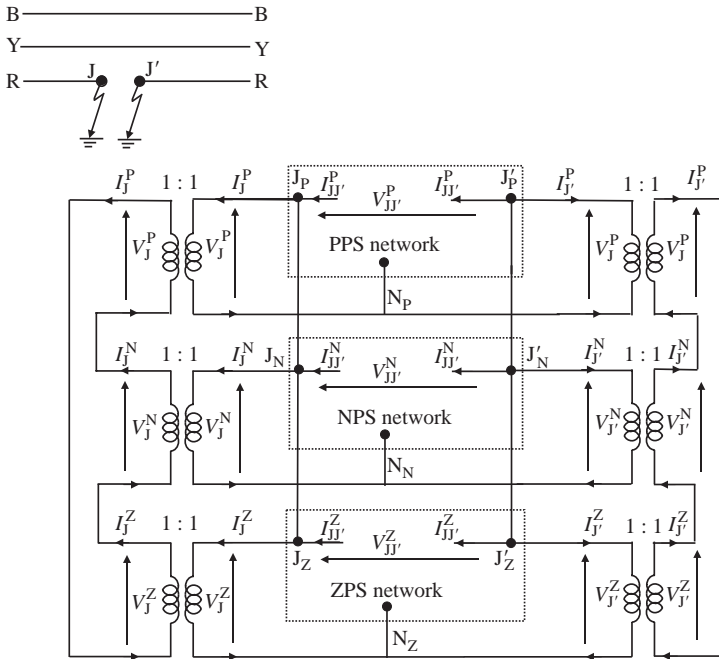 B B
Y Y
R J J′ R
I_J^P 1 : 1 I_J^P J_P I_JJ′^P V_JJ′^P I_JJ′^P J′_P I_J′^P 1 : 1 I_J′^P
V_J^P V_J^P PPS network V_J^P V_J^P
N_P
I_J^N 1 : 1 I_J^N J_N I_JJ′^N V_JJ′^N I_JJ′^N J′_N I_J′^N 1 : 1 I_J′^N
V_J^N V_J^N NPS network V_J′^N V_J′^N
N_N
I_J^Z 1 : 1 I_J^Z J_Z I_JJ′^Z V_JJ′^Z I_JJ′^Z J′_Z I_J′^Z 1 : 1 I_J′^Z
V_J^Z V_J^Z ZPS network V_J′^Z V_J′^Z
N_Z